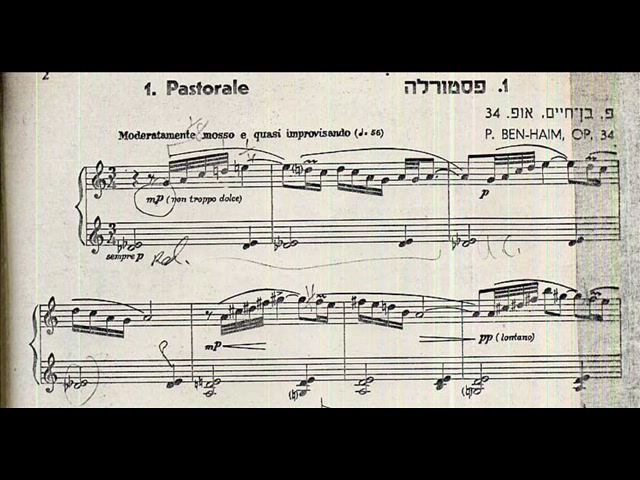 2
1. Pastorale
1. פסטורלה
פ. בן־חיים, אופ. 34
P. BEN-HAIM, OP. 34
Moderatamente mosso e quasi improvisando (♩= 56)
mp (non troppo dolce)
p
sempre p
mp
pp (lontano)